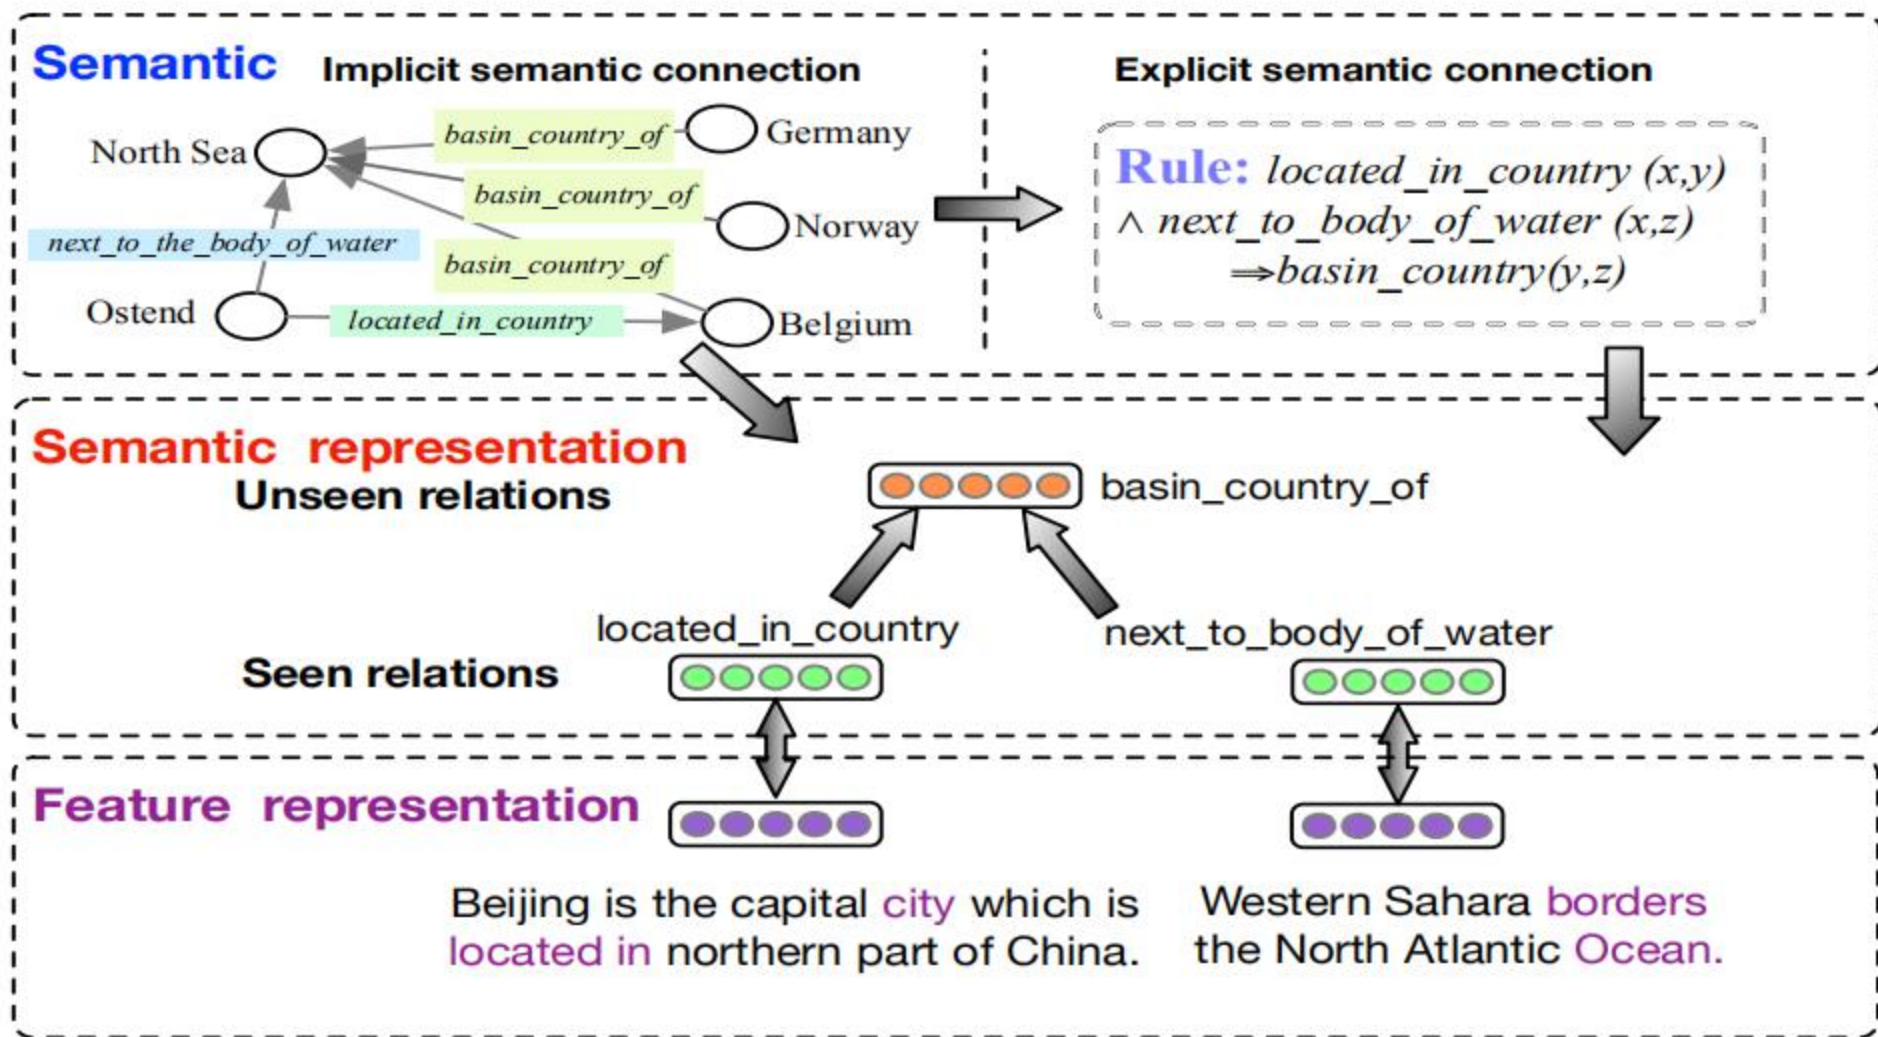 Semantic
Implicit semantic connection
Explicit semantic connection
North Sea
basin_country_of
Germany
basin_country_of
Norway
next_to_the_body_of_water
basin_country_of
Ostend
located_in_country
Belgium
Rule: located_in_country (x,y)
∧ next_to_body_of_water (x,z)
⇒basin_country(y,z)
Semantic representation
Unseen relations
basin_country_of
located_in_country
next_to_body_of_water
Seen relations
Feature representation
Beijing is the capital city which is
located in northern part of China.
Western Sahara borders
the North Atlantic Ocean.